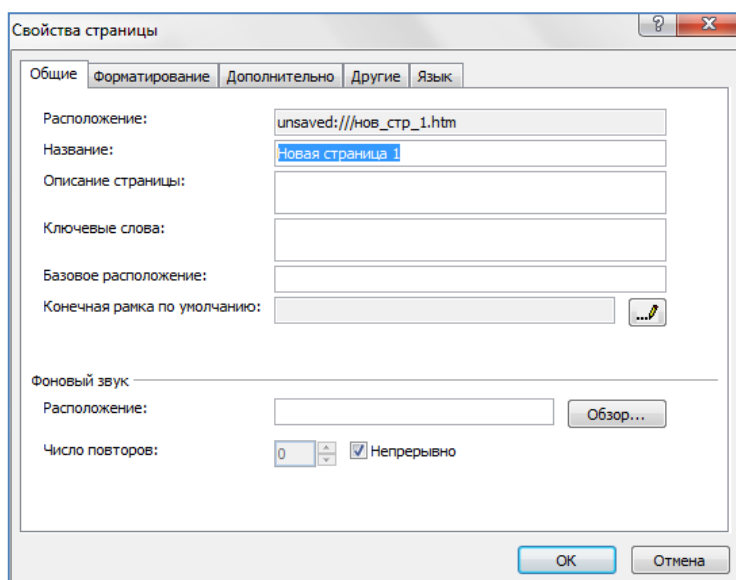 Свойства страницы
Общие Форматирование Дополнительно Другие Язык
Расположение: unsaved:///нов_стр_1.htm
Название: Новая страница 1
Описание страницы:
Ключевые слова:
Базовое расположение:
Конечная рамка по умолчанию: ...
Фоновый звук
Расположение: Обзор...
Число повторов: 0 Непрерывно
ОК Отмена